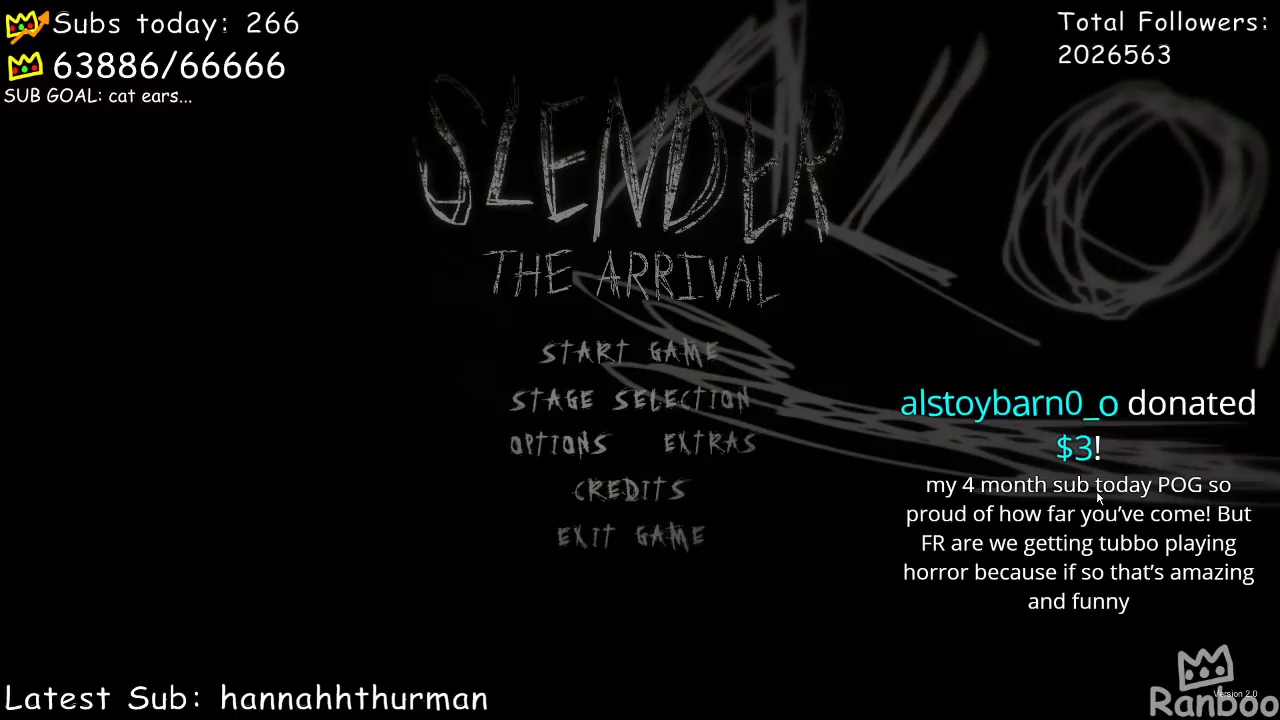 Subs today: 266
63886/66666
SUB GOAL: cat ears...
Total Followers:
2026563
SLENDER
THE ARRIVAL
START GAME
STAGE SELECTION
OPTIONS EXTRAS
CREDITS
EXIT GAME
alstoybarn0_o donated
$3!
my 4 month sub today POG so
proud of how far you’ve come! But
FR are we getting tubbo playing
horror because if so that’s amazing
and funny
Latest Sub: hannahhthurman
Version 2.0
Ranboo